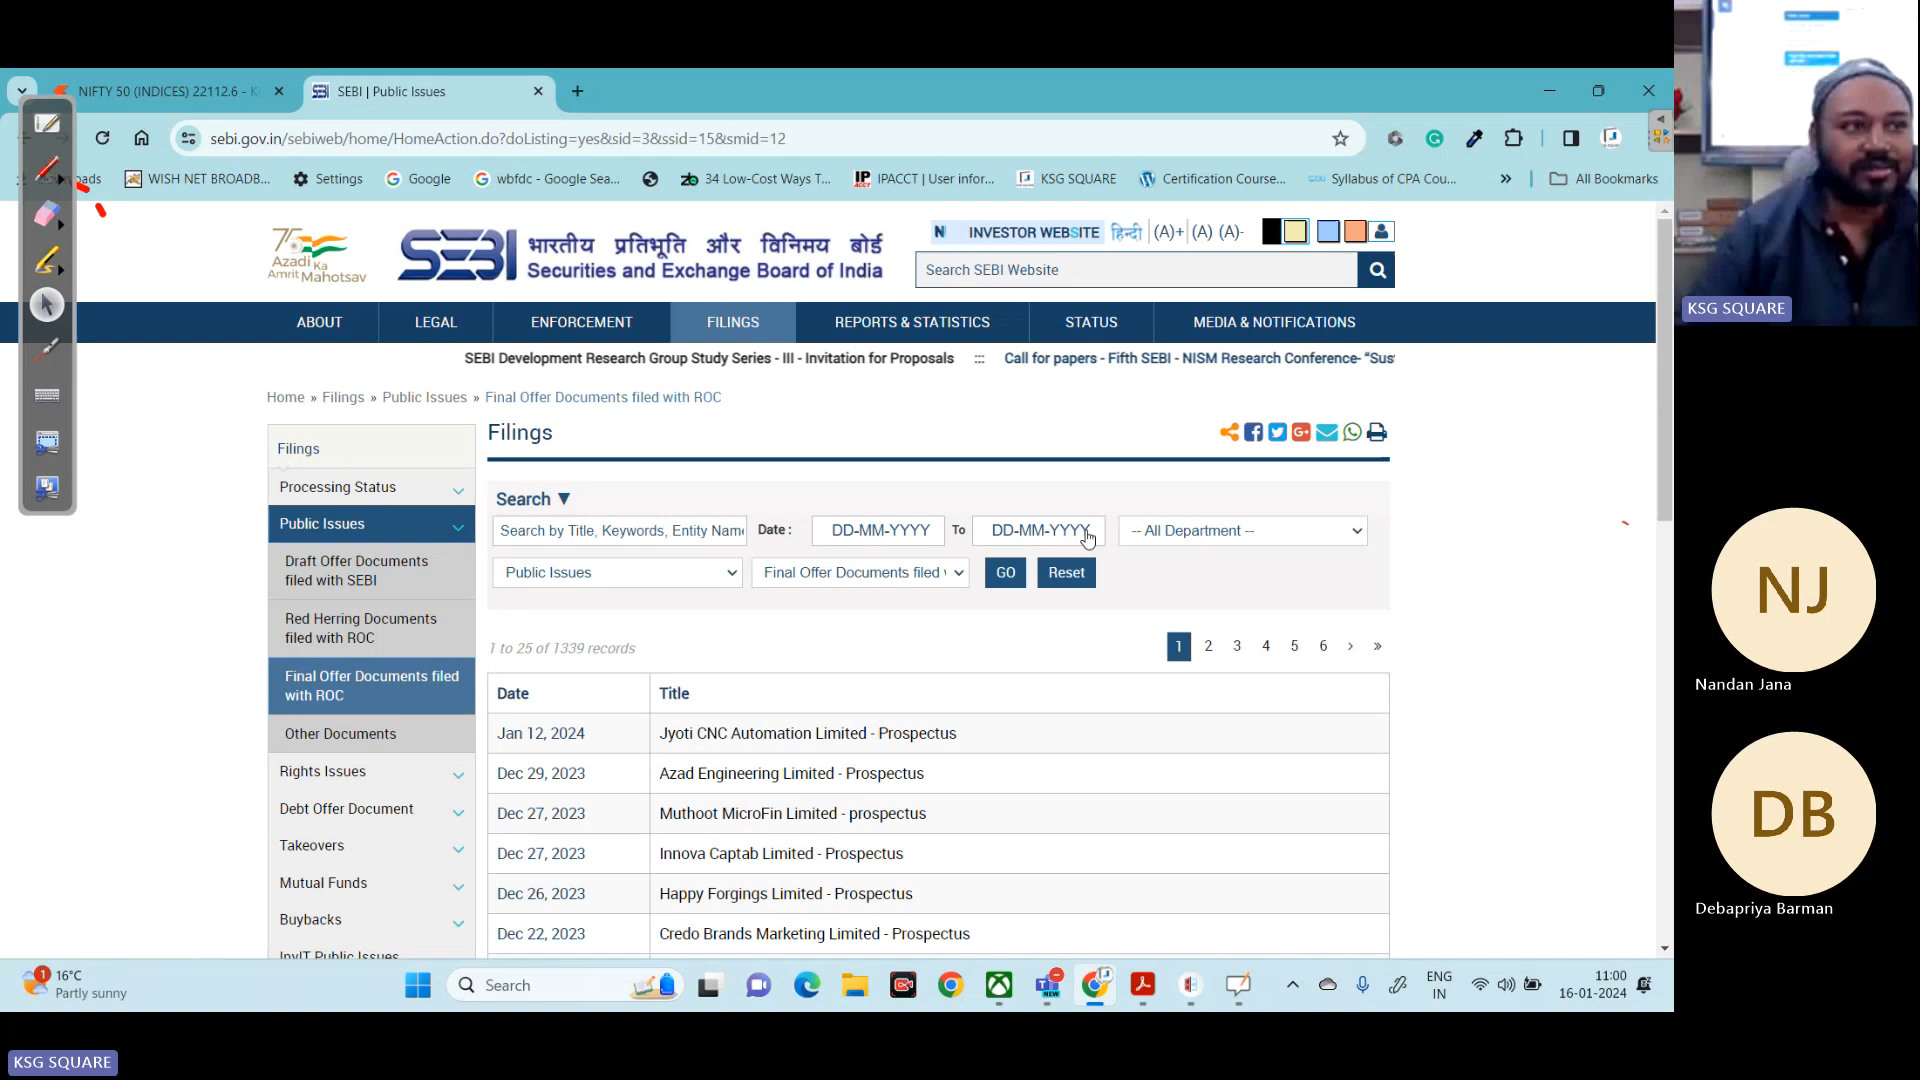 NIFTY 50 (INDICES) 22112.6 - K
SEBI | Public Issues
sebi.gov.in/sebiweb/home/HomeAction.do?doListing=yes&sid=3&ssid=15&smid=12
WISH NET BROADB...
Settings
Google
wbfdc - Google Sea...
34 Low-Cost Ways T...
IPACCT | User infor...
KSG SQUARE
Certification Course...
Syllabus of CPA Cou...
All Bookmarks
75
Azadi Ka
Amrit Mahotsav
SEBI
भारतीय प्रतिभूति और विनिमय बोर्ड
Securities and Exchange Board of India
INVESTOR WEBSITE हिन्दी (A)+ (A) (A)-
Search SEBI Website
ABOUT
LEGAL
ENFORCEMENT
FILINGS
REPORTS & STATISTICS
STATUS
MEDIA & NOTIFICATIONS
SEBI Development Research Group Study Series - III - Invitation for Proposals ::: Call for papers - Fifth SEBI - NISM Research Conference- “Sus
Home » Filings » Public Issues » Final Offer Documents filed with ROC
Filings
Processing Status
Public Issues
Draft Offer Documents
filed with SEBI
Red Herring Documents
filed with ROC
Final Offer Documents filed
with ROC
Other Documents
Rights Issues
Debt Offer Document
Takeovers
Mutual Funds
Buybacks
InvIT Public Issues
Filings
Search ▼
Search by Title, Keywords, Entity Name
Date :
DD-MM-YYYY
To
DD-MM-YYYY
-- All Department --
Public Issues
Final Offer Documents filed
GO
Reset
1 to 25 of 1339 records
1 2 3 4 5 6 › »
Date Title
Jan 12, 2024 Jyoti CNC Automation Limited - Prospectus
Dec 29, 2023 Azad Engineering Limited - Prospectus
Dec 27, 2023 Muthoot MicroFin Limited - prospectus
Dec 27, 2023 Innova Captab Limited - Prospectus
Dec 26, 2023 Happy Forgings Limited - Prospectus
Dec 22, 2023 Credo Brands Marketing Limited - Prospectus
1
16°C
Partly sunny
Search
NEW
ENG
IN
11:00
16-01-2024
KSG SQUARE
KSG SQUARE
NJ
Nandan Jana
DB
Debapriya Barman